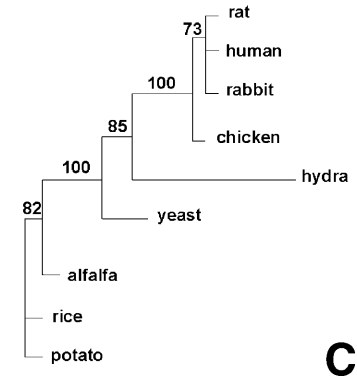 rat
73
human
100
rabbit
85
chicken
100
hydra
82
yeast
alfalfa
rice
potato
C